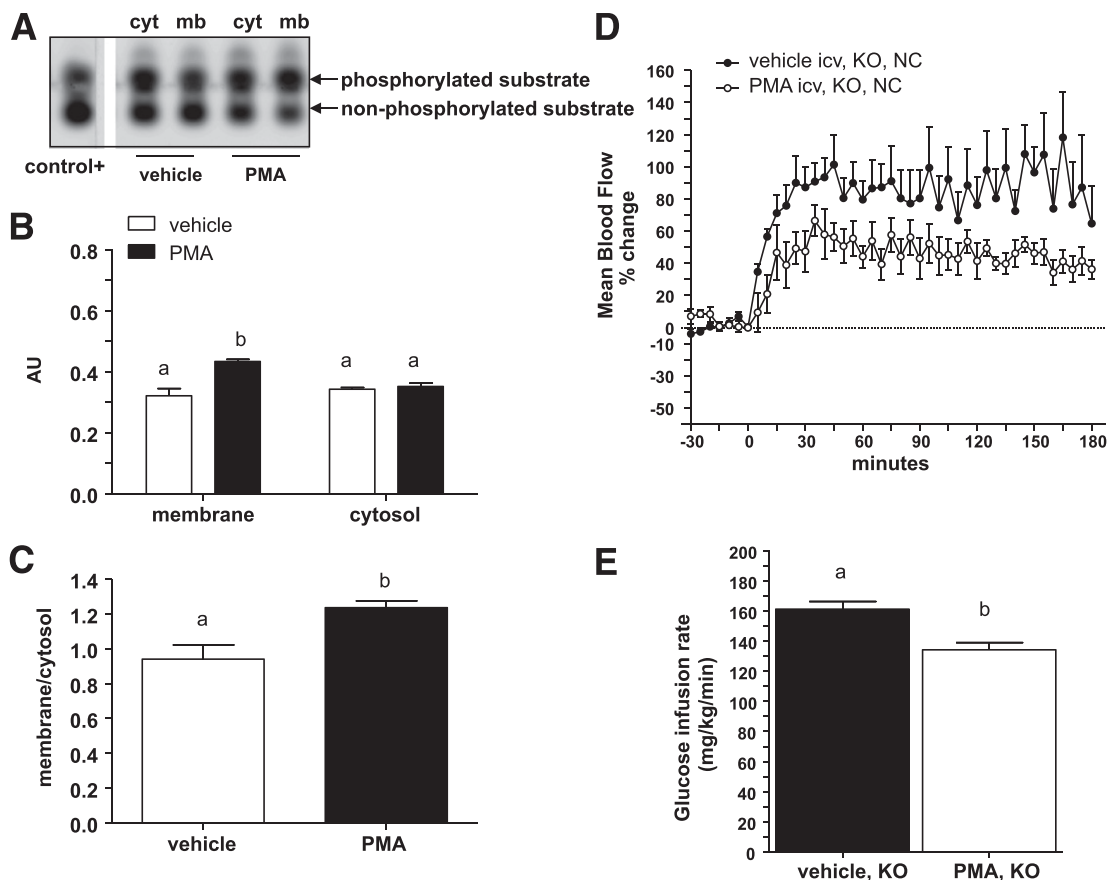 A
cyt mb cyt mb
phosphorylated substrate
non-phosphorylated substrate
control+
vehicle PMA
B
vehicle
PMA
0.8
0.6
0.4
0.2
0.0
AU
a
b
a
a
membrane cytosol
C
1.4
1.2
1.0
0.8
0.6
0.4
0.2
0.0
membrane/cytosol
a
b
vehicle PMA
D
vehicle icv, KO, NC
PMA icv, KO, NC
160
140
120
100
80
60
40
20
0
-10
-30
-50
Mean Blood Flow
% change
-30 0 30 60 90 120 150 180
minutes
E
200
180
160
140
120
100
80
60
40
20
0
Glucose infusion rate
(mg/kg/min)
a
b
vehicle, KO PMA, KO